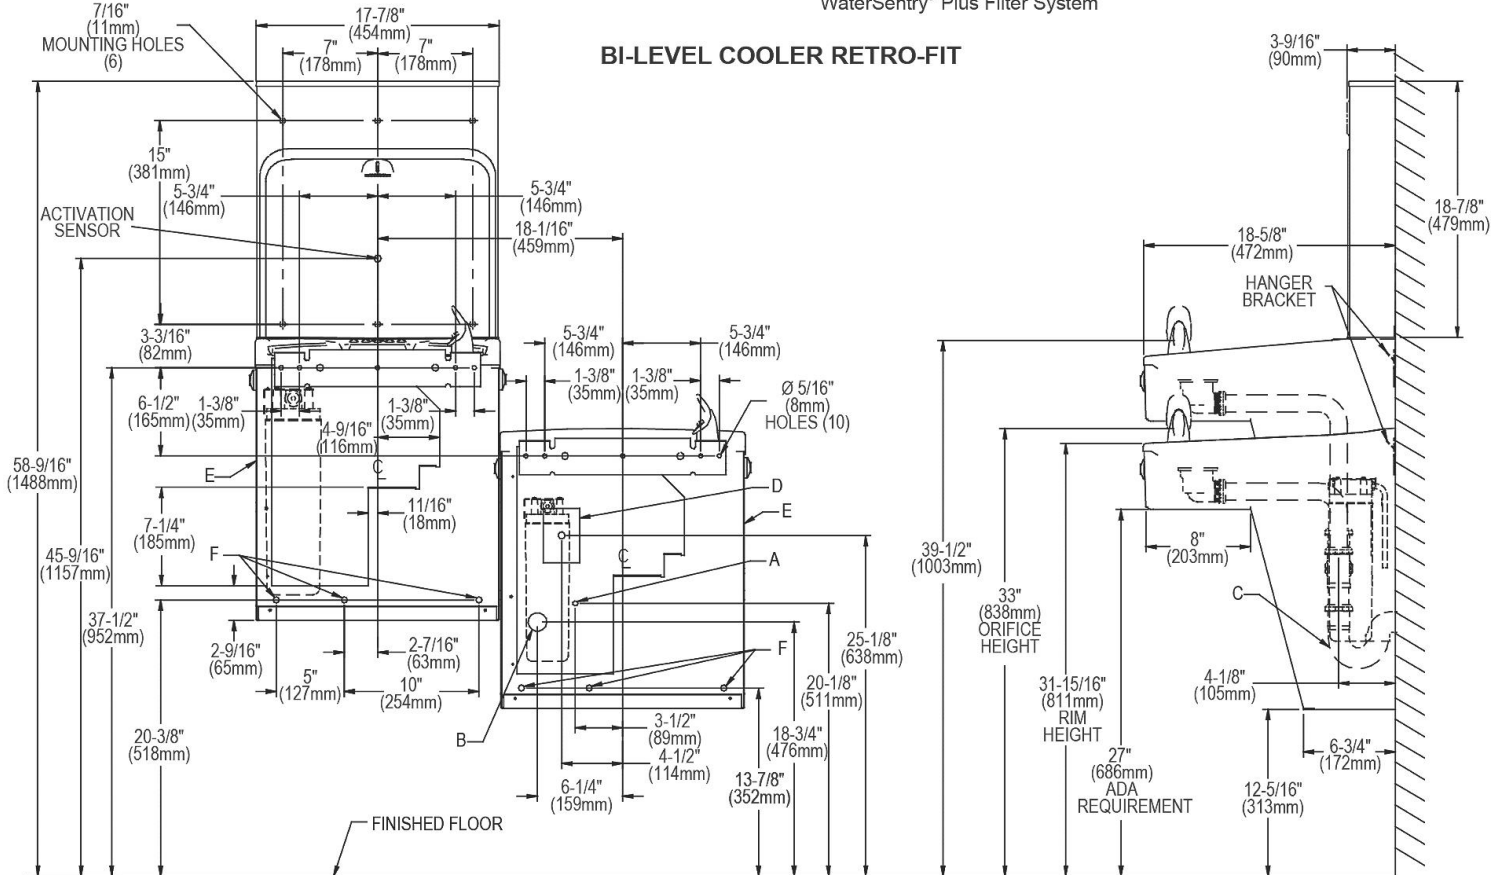 WaterSentry® Plus Filter System
BI-LEVEL COOLER RETRO-FIT
7/16"
(11mm)
MOUNTING HOLES
(6)
17-7/8"
(454mm)
7"
(178mm)
7"
(178mm)
15"
(381mm)
5-3/4"
(146mm)
5-3/4"
(146mm)
ACTIVATION
SENSOR
18-1/16"
(459mm)
3-3/16"
(82mm)
5-3/4"
(146mm)
5-3/4"
(146mm)
6-1/2"
(165mm)
1-3/8"
(35mm)
1-3/8"
(35mm)
1-3/8"
(35mm)
1-3/8"
(35mm)
Ø 5/16"
(8mm)
HOLES (10)
4-9/16"
(116mm)
58-9/16"
(1488mm)
E
C
L
11/16"
(18mm)
D
E
7-1/4"
(185mm)
F
45-9/16"
(1157mm)
C
L
A
37-1/2"
(952mm)
2-9/16"
(65mm)
2-7/16"
(63mm)
5"
(127mm)
10"
(254mm)
25-1/8"
(638mm)
F
20-1/8"
(511mm)
20-3/8"
(518mm)
B
3-1/2"
(89mm)
18-3/4"
(476mm)
4-1/2"
(114mm)
6-1/4"
(159mm)
13-7/8"
(352mm)
FINISHED FLOOR
3-9/16"
(90mm)
18-7/8"
(479mm)
18-5/8"
(472mm)
HANGER
BRACKET
39-1/2"
(1003mm)
8"
(203mm)
33"
(838mm)
ORIFICE
HEIGHT
C
31-15/16"
(811mm)
RIM
HEIGHT
4-1/8"
(105mm)
27"
(686mm)
ADA
REQUIREMENT
6-3/4"
(172mm)
12-5/16"
(313mm)